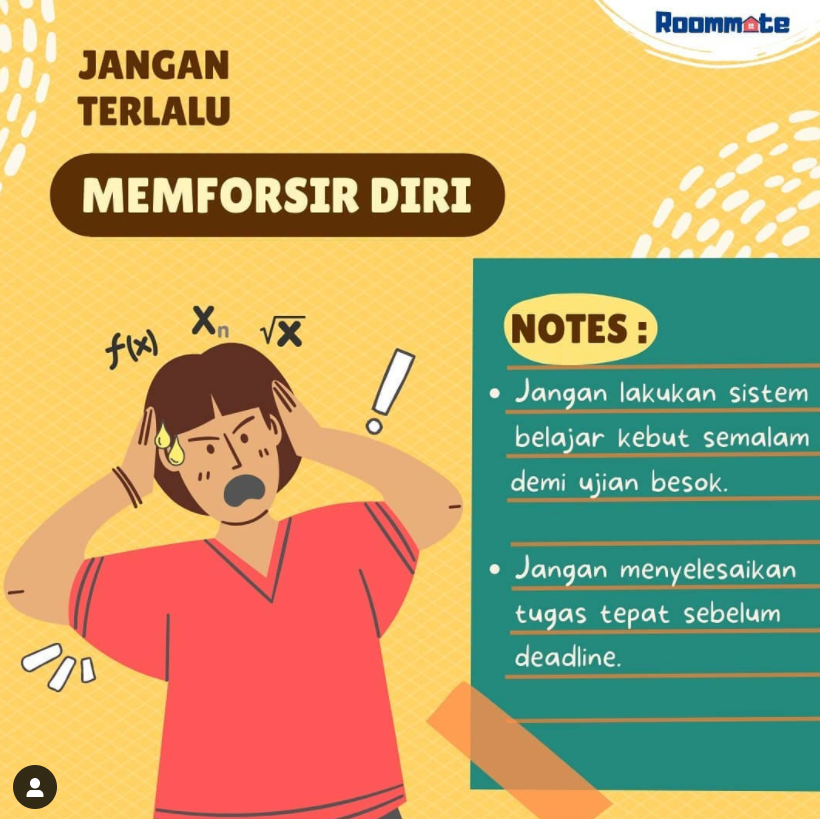 Roommate
JANGAN
TERLALU
MEMFORSIR DIRI
f(x)
Xn
√x
NOTES :
• Jangan lakukan sistem
belajar kebut semalam
demi ujian besok.
• Jangan menyelesaikan
tugas tepat sebelum
deadline.